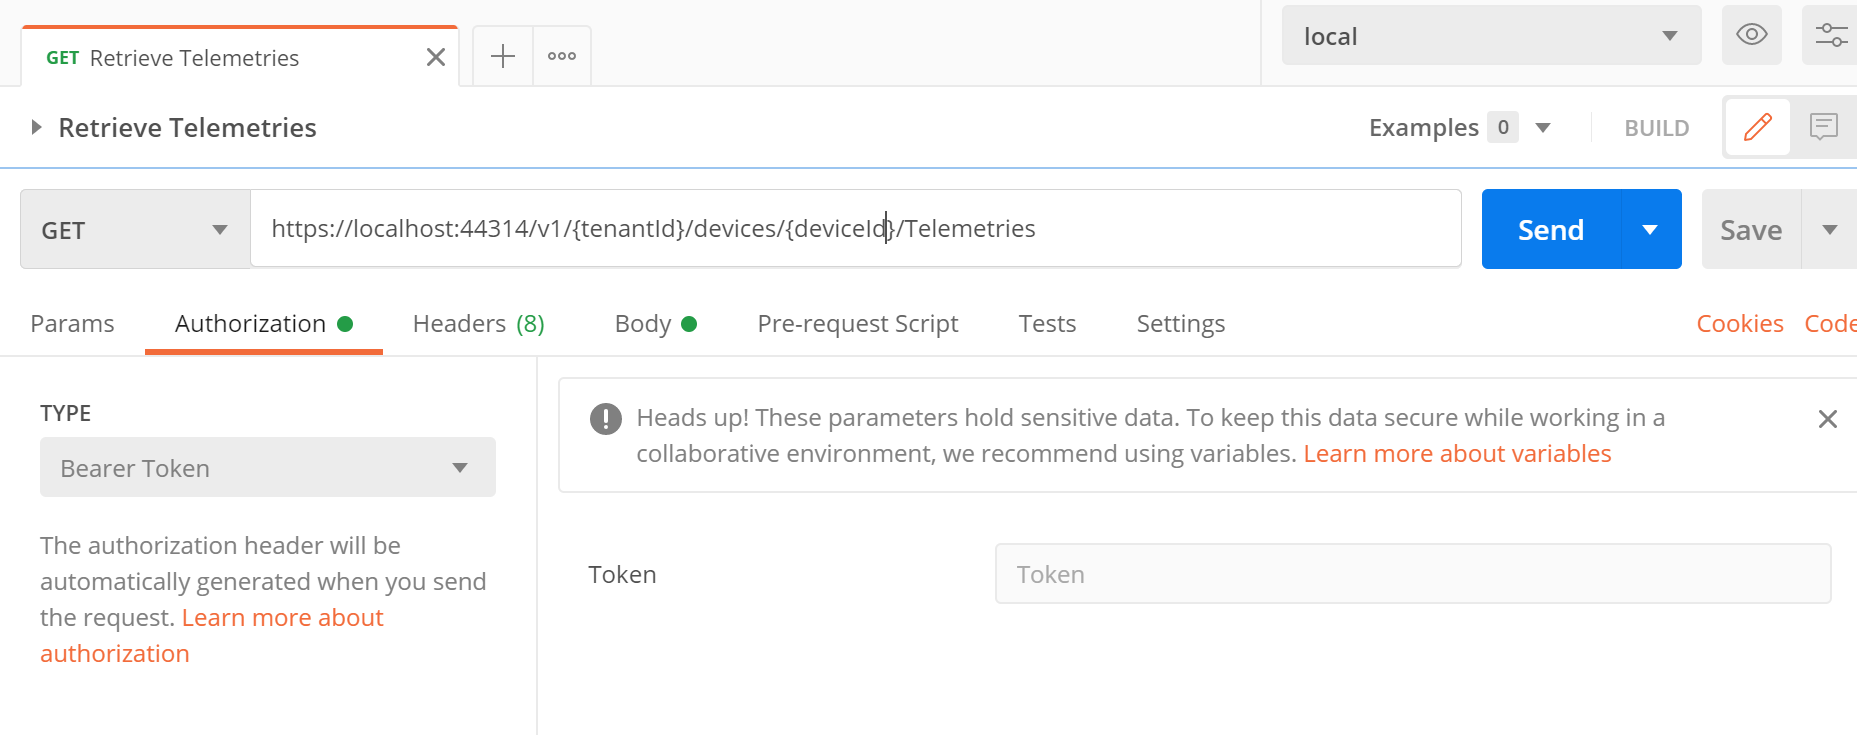 GET Retrieve Telemetries
local
Retrieve Telemetries
Examples 0
BUILD
GET
https://localhost:44314/v1/{tenantId}/devices/{deviceId}/Telemetries
Send
Save
Params Authorization Headers (8) Body Pre-request Script Tests Settings Cookies Code
TYPE
Bearer Token
The authorization header will be
automatically generated when you send
the request. Learn more about
authorization
Heads up! These parameters hold sensitive data. To keep this data secure while working in a
collaborative environment, we recommend using variables. Learn more about variables
Token
Token